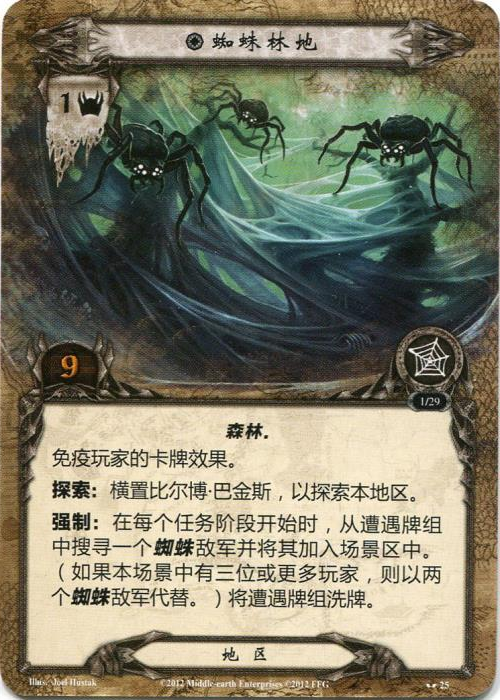 蜘蛛林地
1
9
1/29
森林.
免疫玩家的卡牌效果。
探索：横置比尔博·巴金斯，以探索本地区。
强制：在每个任务阶段开始时，从遭遇牌组
中搜寻一个蜘蛛敌军并将其加入场景区中。
（如果本场景中有三位或更多玩家，则以两
个蜘蛛敌军代替。）将遭遇牌组洗牌。
地区
Illus. Joel Hustak ©2012 Middle-earth Enterprises ©2012 FFG 25